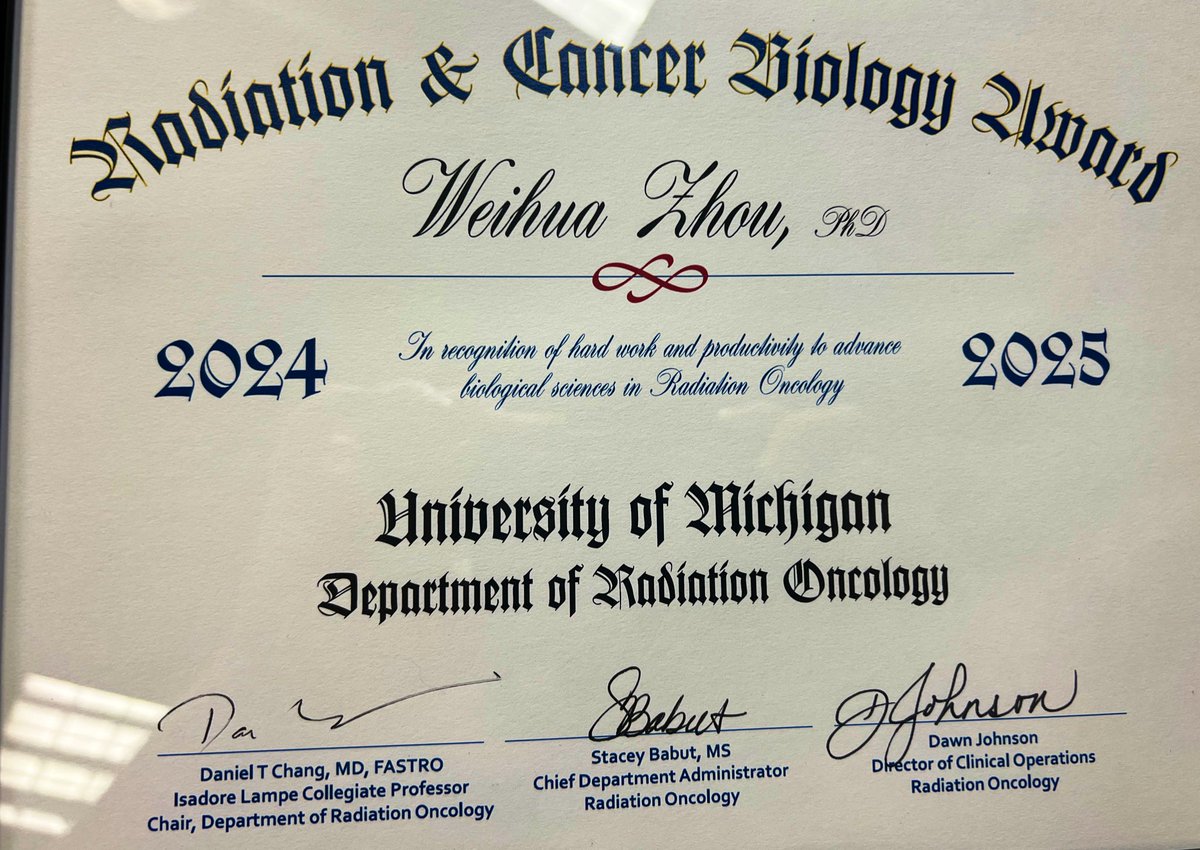 Radiation & Cancer Biology Award
Weihua Zhou, PhD
2024
In recognition of hard work and productivity to advance
biological sciences in Radiation Oncology
2025
University of Michigan
Department of Radiation Oncology
Dan
SBabut
DJohnson
Daniel T Chang, MD, FASTRO
Isadore Lampe Collegiate Professor
Chair, Department of Radiation Oncology
Stacey Babut, MS
Chief Department Administrator
Radiation Oncology
Dawn Johnson
Director of Clinical Operations
Radiation Oncology